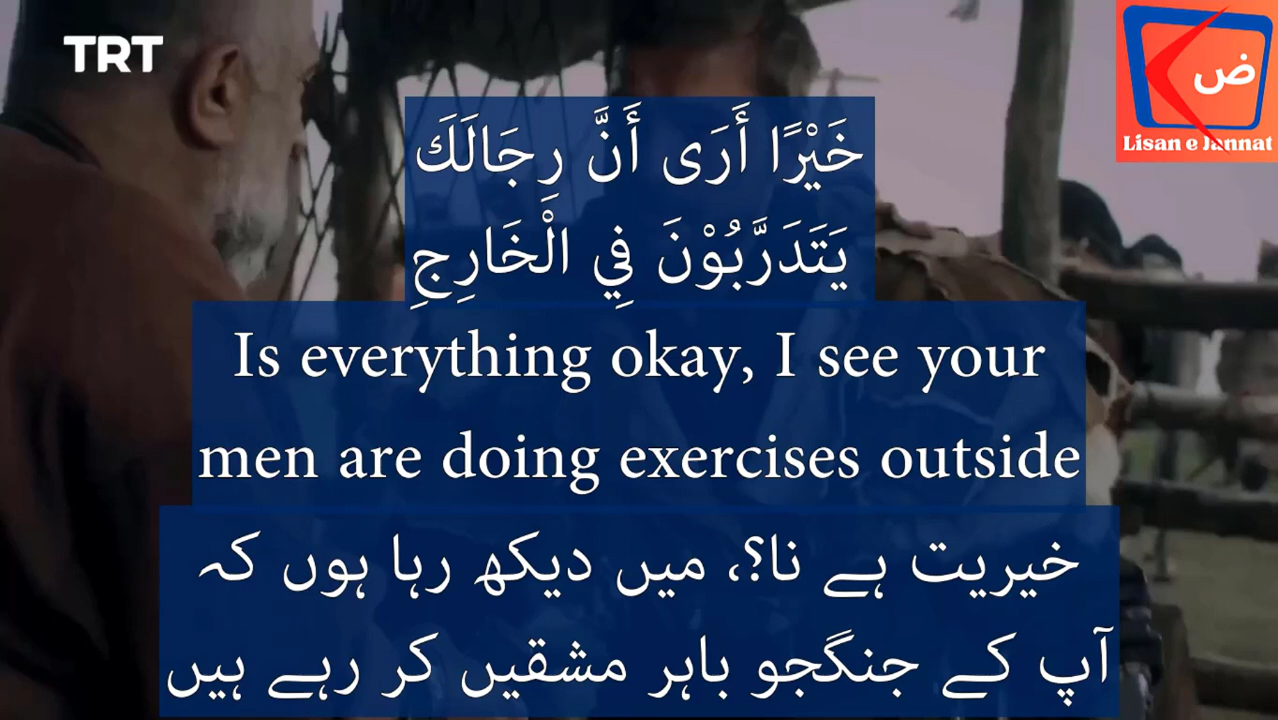 TRT
ض
Lisan e Jannat
خَيْرًا أَرَى أَنَّ رِجَالَكَ
يَتَدَرَّبُوْنَ فِي الْخَارِجِ
Is everything okay, I see your
men are doing exercises outside
خیریت ہے نا؟، میں دیکھ رہا ہوں کہ
آپ کے جنگجو باہر مشقیں کر رہے ہیں